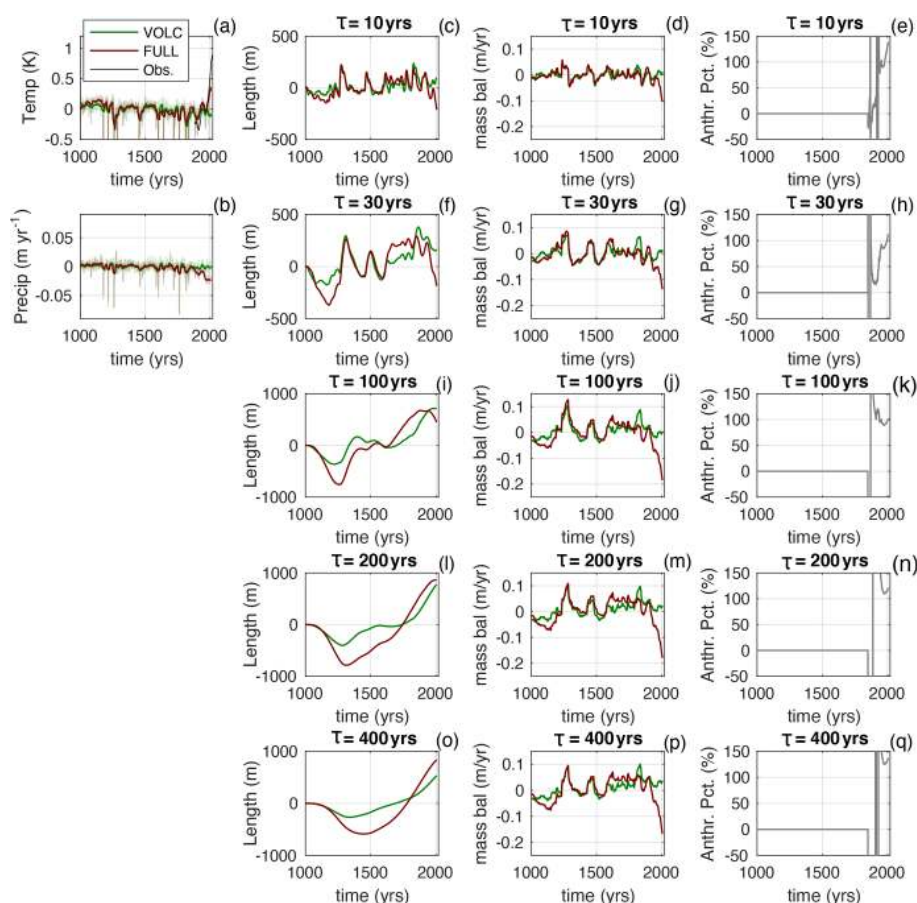 (a)
VOLC
FULL
Obs.
Temp (K)
1
0.5
0
-0.5
1000 1500 2000
time (yrs)
τ = 10 yrs (c)
Length (m)
500
0
-500
1000 1500 2000
time (yrs)
τ = 10 yrs (d)
mass bal (m/yr)
0.1
0
-0.1
-0.2
1000 1500 2000
time (yrs)
τ = 10 yrs (e)
Anthr. Pct. (%)
150
100
50
0
-50
1000 1500 2000
time (yrs)
(b)
Precip (m yr-1)
0.05
0
-0.05
1000 1500 2000
time (yrs)
τ = 30 yrs (f)
Length (m)
500
0
-500
1000 1500 2000
time (yrs)
τ = 30 yrs (g)
mass bal (m/yr)
0.1
0
-0.1
-0.2
1000 1500 2000
time (yrs)
τ = 30 yrs (h)
Anthr. Pct. (%)
150
100
50
0
-50
1000 1500 2000
time (yrs)
τ = 100 yrs (i)
Length (m)
1000
0
-1000
1000 1500 2000
time (yrs)
τ = 100 yrs (j)
mass bal (m/yr)
0.1
0
-0.1
-0.2
1000 1500 2000
time (yrs)
τ = 100 yrs (k)
Anthr. Pct. (%)
150
100
50
0
-50
1000 1500 2000
time (yrs)
τ = 200 yrs (l)
Length (m)
1000
0
-1000
1000 1500 2000
time (yrs)
τ = 200 yrs (m)
mass bal (m/yr)
0.1
0
-0.1
-0.2
1000 1500 2000
time (yrs)
τ = 200 yrs (n)
Anthr. Pct. (%)
150
100
50
0
-50
1000 1500 2000
time (yrs)
τ = 400 yrs (o)
Length (m)
1000
0
-1000
1000 1500 2000
time (yrs)
τ = 400 yrs (p)
mass bal (m/yr)
0.1
0
-0.1
-0.2
1000 1500 2000
time (yrs)
τ = 400 yrs (q)
Anthr. Pct. (%)
150
100
50
0
-50
1000 1500 2000
time (yrs)